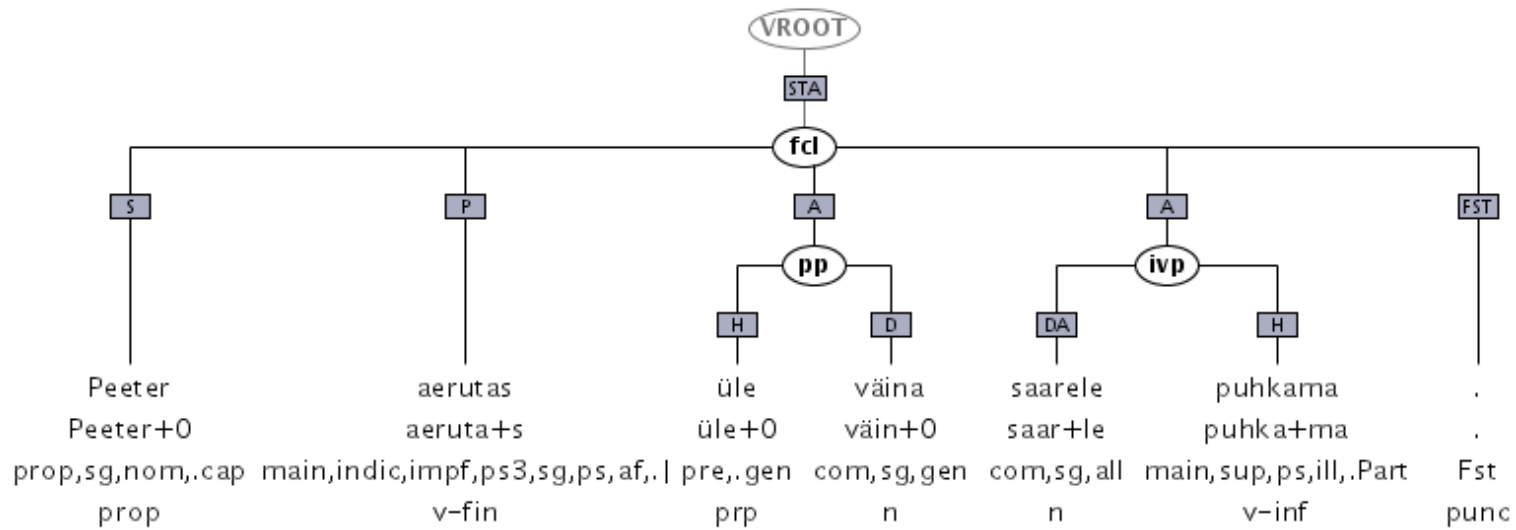 VROOT
STA
fcl
S P A A FST
pp ivp
H D DA H
Peeter aerutas üle väina saarele puhkama .
Peeter+0 aeruta+s üle+0 väin+0 saar+le puhka+ma .
prop,sg,nom,.cap main,indic,impf,ps3,sg,ps,af,.| pre,.gen com,sg,gen com,sg,all main,sup,ps,ill,.Part Fst
prop v-fin prp n n v-inf punc